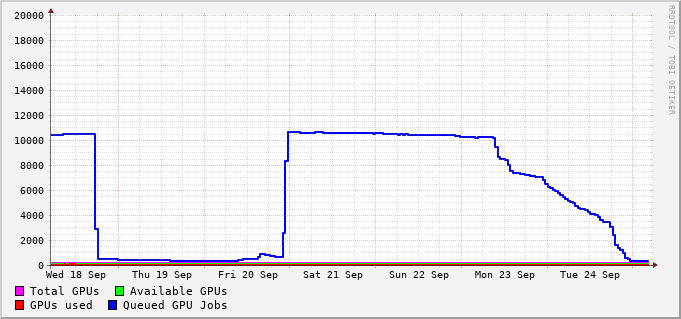 RRDTOOL / TOBI OETIKER
20000
18000
16000
14000
12000
10000
8000
6000
4000
2000
0
Wed 18 Sep Thu 19 Sep Fri 20 Sep Sat 21 Sep Sun 22 Sep Mon 23 Sep Tue 24 Sep
Total GPUs Available GPUs
GPUs used Queued GPU Jobs